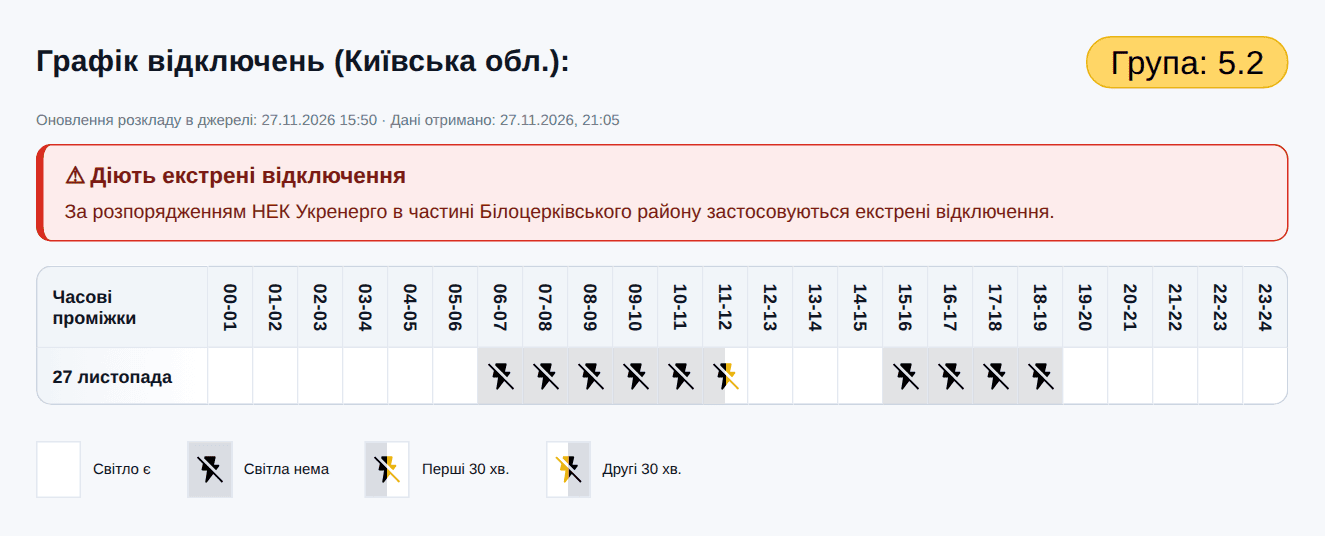 Графік відключень (Київська обл.):
Група: 5.2
Оновлення розкладу в джерелі: 27.11.2026 15:50 · Дані отримано: 27.11.2026, 21:05
⚠ Діють екстрені відключення
За розпорядженням НЕК Укренерго в частині Білоцерківського району застосовуються екстрені відключення.
Часові проміжки 00-01 01-02 02-03 03-04 04-05 05-06 06-07 07-08 08-09 09-10 10-11 11-12 12-13 13-14 14-15 15-16 16-17 17-18 18-19 19-20 20-21 21-22 22-23 23-24
27 листопада
Світло є Світла нема Перші 30 хв. Другі 30 хв.